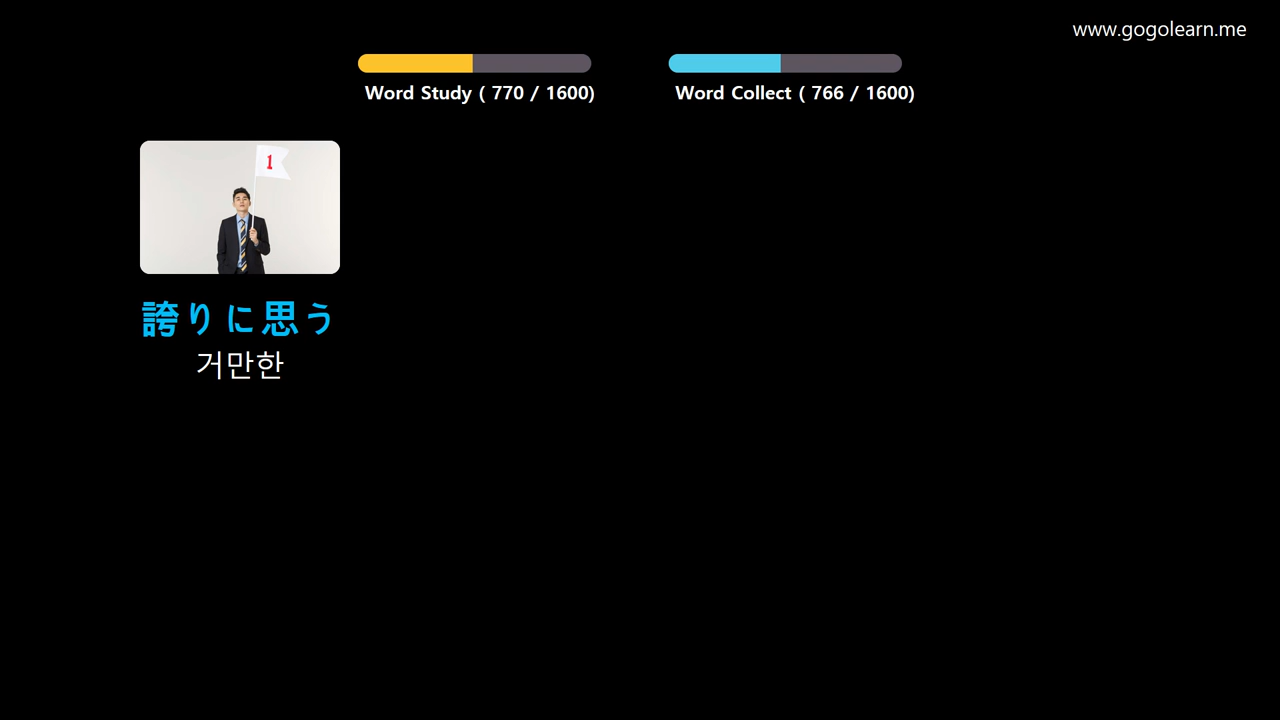 www.gogolearn.me
Word Study ( 770 / 1600)
Word Collect ( 766 / 1600)
1
誇りに思う
거만한